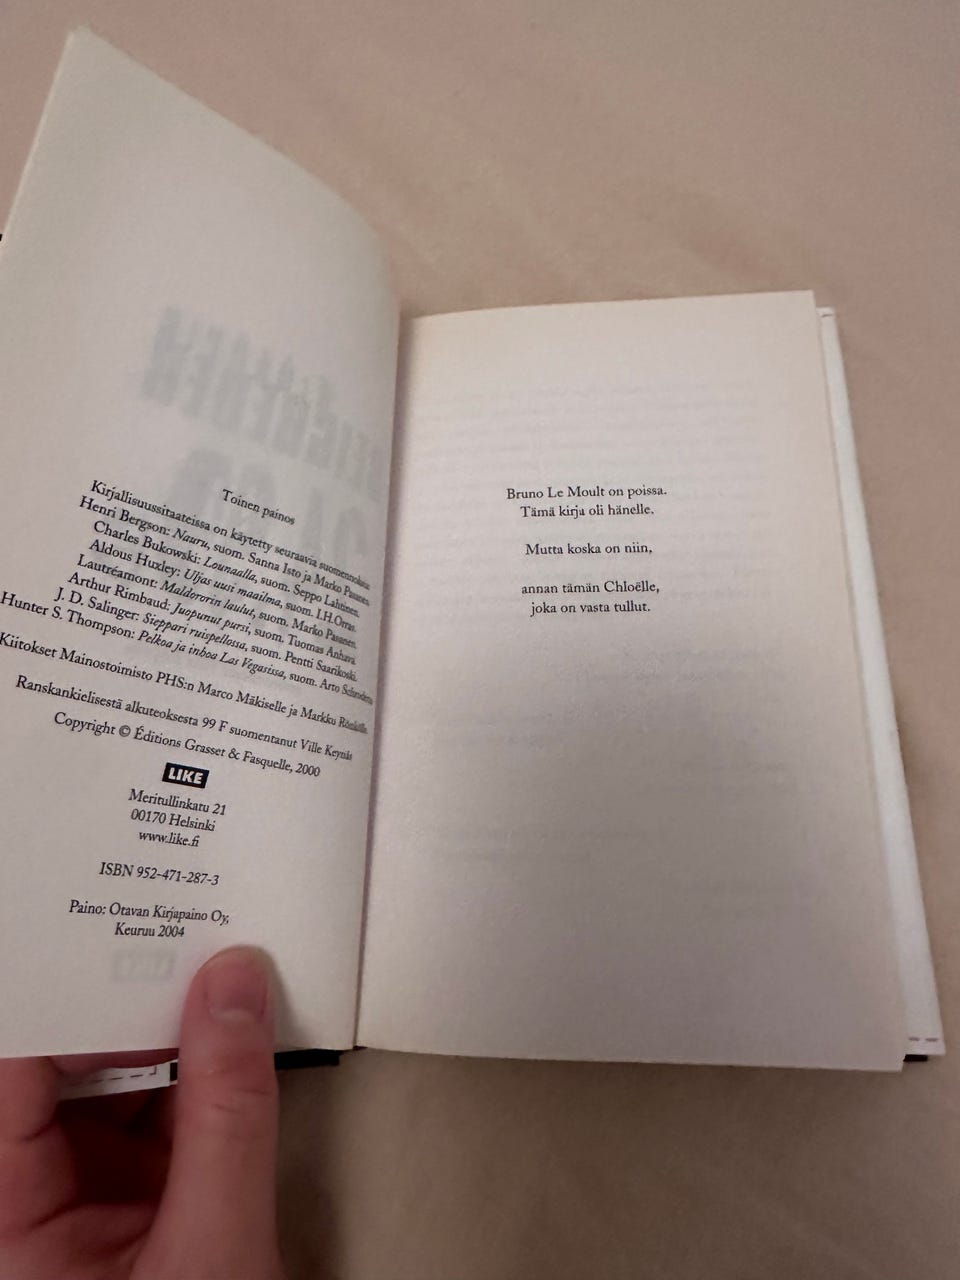 Toinen painos
Kirjallisuussitaateissa on käytetty seuraavia suomennoksia:
Henri Bergson: Nauru, suom. Sanna Isto ja Marko Pasanen.
Charles Bukowski: Lounaalla, suom. Seppo Lahtinen.
Aldous Huxley: Uljas uusi maailma, suom. I.H. Orras.
Lautréamont: Maldororin laulut, suom. Marko Pasanen.
Arthur Rimbaud: Juopunut pursi, suom. Tuomas Anhava.
J. D. Salinger: Sieppari ruispellossa, suom. Pentti Saarikoski.
Hunter S. Thompson: Pelkoa ja inhoa Las Vegasissa, suom. Arto
Kiitokset Mainostoimisto PHS:n Marco Mäkiselle ja Markku
Ranskankielisestä alkuteoksesta 99 F suomentanut Ville Keynäs
Copyright © Éditions Grasset & Fasquelle, 2000
LIKE
Meritullinkatu 21
00170 Helsinki
www.like.fi
ISBN 952-471-287-3
Paino: Otavan Kirjapaino Oy,
Keuruu 2004
Bruno Le Moult on poissa.
Tämä kirja oli hänelle.
Mutta koska on niin,
annan tämän Chloëlle,
joka on vasta tullut.